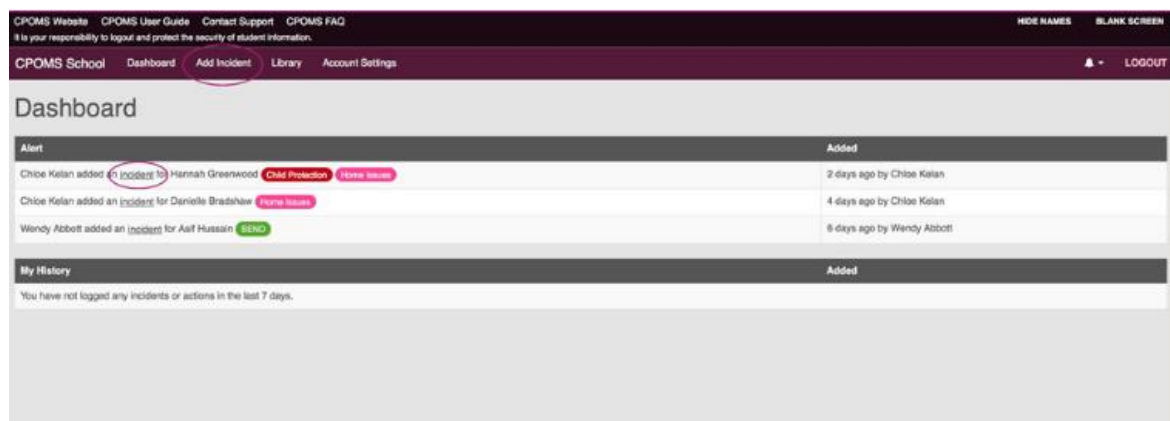 CPOMS Website CPOMS User Guide Contact Support CPOMS FAQ HIDE NAMES BLANK SCREEN
It is your responsibility to logout and protect the security of student information.
CPOMS School Dashboard Add Incident Library Account Settings LOGOUT
Dashboard
Alert Added
Chloe Kelan added an incident for Hannah Greenwood Child Protection Home Issues 2 days ago by Chloe Kelan
Chloe Kelan added an incident for Danielle Bradshaw Home Issues 4 days ago by Chloe Kelan
Wendy Abbott added an incident for Asif Hussain SEND 6 days ago by Wendy Abbott
My History Added
You have not logged any incidents or actions in the last 7 days.